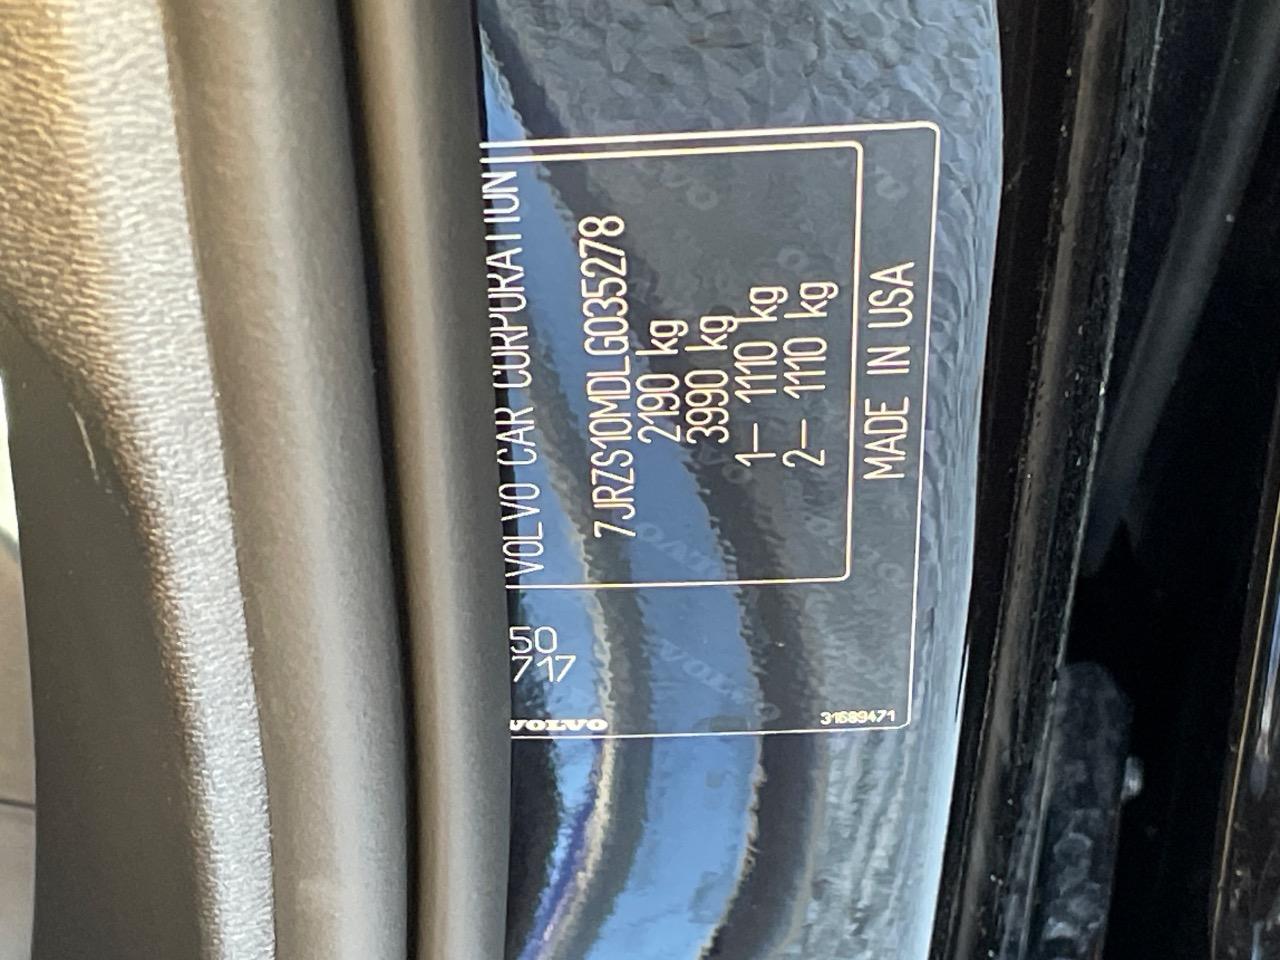 VOLVO CAR CORPORATION
7JRZS10MDLG035278
2190 kg
3990 kg
1– 1110 kg
2– 1110 kg
MADE IN USA
50
717
VOLVO
31689471